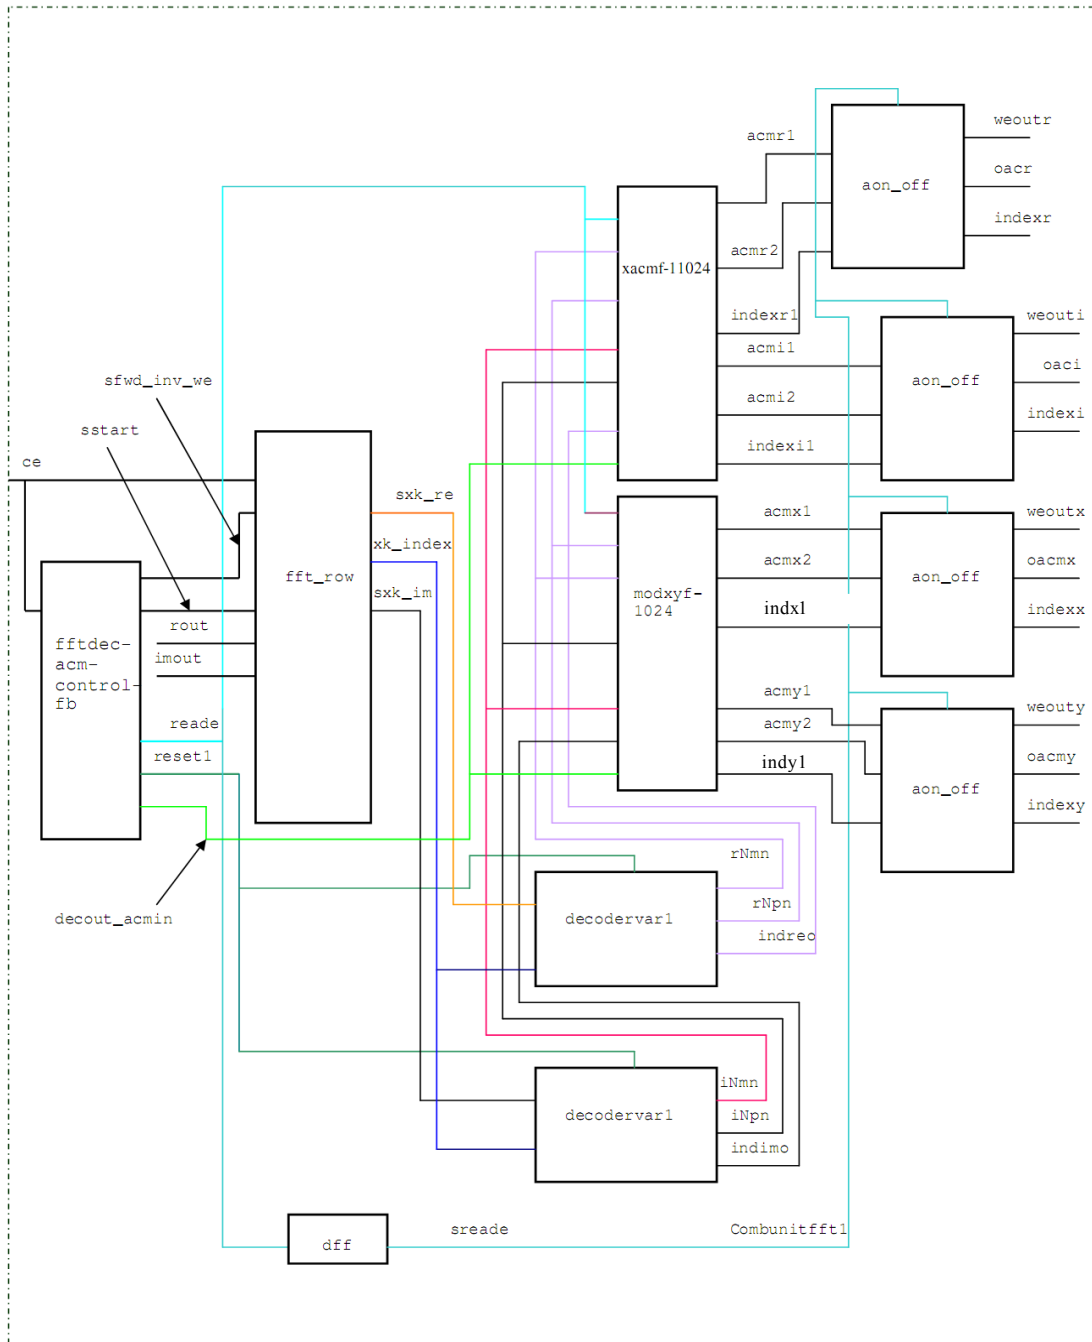 weoutr
acmr1
oacr
aon_off
indexr
acmr2
xacmf-11024
indexr1
weouti
acmi1
oaci
sfwd_inv_we
aon_off
acmi2
indexi
sstart
indexi1
ce
sxk_re
acmx1
weoutx
xk_index
acmx2
oacmx
fft_row
aon_off
sxk_im
modxyf-
1024
indx1
indexx
rout
fftdec-
acm-
control-
fb
imout
acmy1
weouty
reade
acmy2
reset1
indy1
oacmy
aon_off
indexy
rNmn
rNpn
decout_acmin
decodervar1
indreo
iNmn
decodervar1
iNpn
indimo
sreade
Combunitfft1
dff